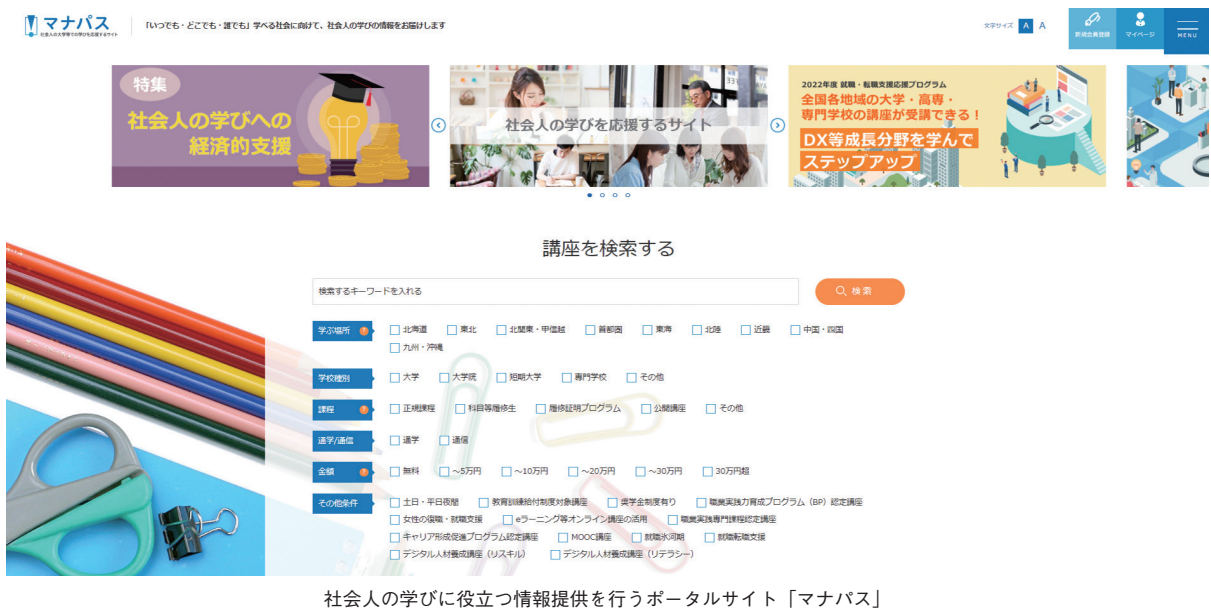 マナパス
社会人の大学等での学びを応援するサイト
「いつでも・どこでも・誰でも」学べる社会に向けて、社会人の学びの情報をお届けします
文字サイズ A A
新規会員登録 マイページ MENU
特集
社会人の学びへの
経済的支援
社会人の学びを応援するサイト
2022年度 就職・転職支援応援プログラム
全国各地域の大学・高専・
専門学校の講座が受講できる!
DX等成長分野を学んで
ステップアップ
講座を検索する
検索するキーワードを入れる 検索
学ぶ場所 ? 北海道 東北 北関東・甲信越 首都圏 東海 北陸 近畿 中国・四国
九州・沖縄
学校種別 大学 大学院 短期大学 専門学校 その他
課程 ? 正規課程 科目等履修生 履修証明プログラム 公開講座 その他
通学/通信 通学 通信
金額 ? 無料 ~5万円 ~10万円 ~20万円 ~30万円 30万円超
その他条件 土日・平日夜間 教育訓練給付制度対象講座 奨学金制度有り 職業実践力育成プログラム(BP)認定講座
女性の復職・就職支援 eラーニング等オンライン講座の活用 職業実践専門課程認定講座
キャリア形成促進プログラム認定講座 MOOC講座 就職氷河期 就職転職支援
デジタル人材養成講座(リスキル) デジタル人材養成講座(リテラシー)
社会人の学びに役立つ情報提供を行うポータルサイト「マナパス」